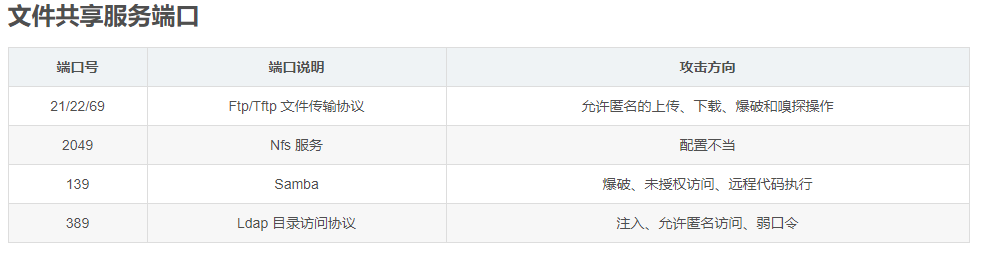 文件共享服务端口
端口号 端口说明 攻击方向
21/22/69 Ftp/Tftp 文件传输协议 允许匿名的上传、下载、爆破和嗅探操作
2049 Nfs 服务 配置不当
139 Samba 爆破、未授权访问、远程代码执行
389 Ldap 目录访问协议 注入、允许匿名访问、弱口令